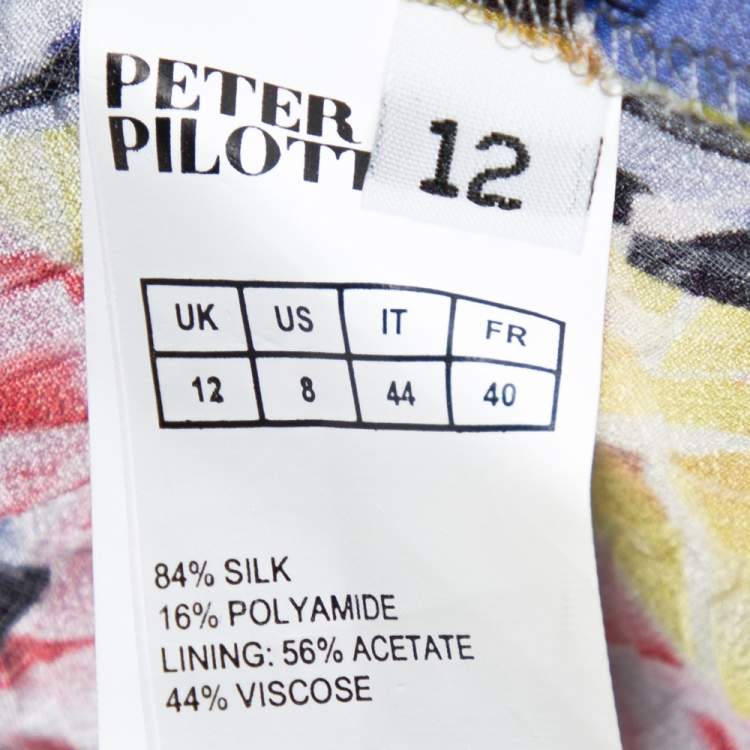 PETER
PILOTT
12
UK US IT FR
12 8 44 40
84% SILK
16% POLYAMIDE
LINING: 56% ACETATE
44% VISCOSE